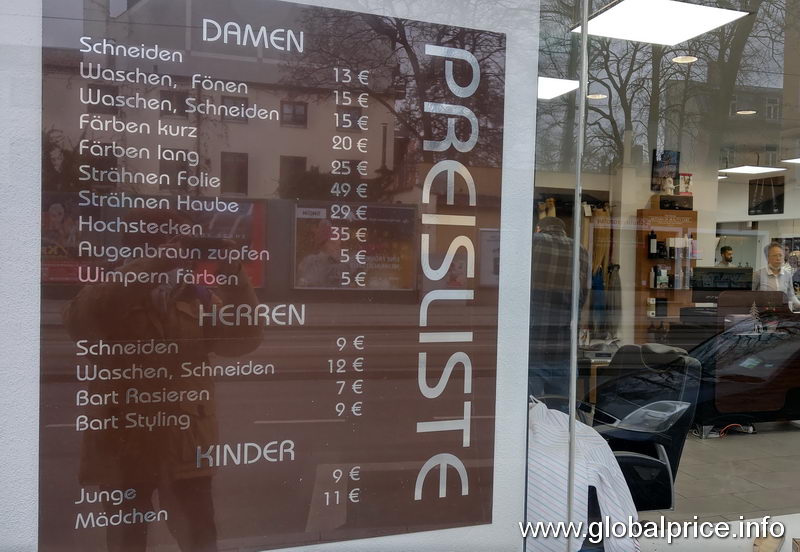 DAMEN
Schneiden 13 €
Waschen, Fönen 15 €
Waschen, Schneiden 15 €
Färben kurz 20 €
Färben lang 25 €
Strähnen Folie 49 €
Strähnen Haube 29 €
Hochstecken 35 €
Augenbraun zupfen 5 €
Wimpern färben 5 €
HERREN
Schneiden 9 €
Waschen, Schneiden 12 €
Bart Rasieren 7 €
Bart Styling 9 €
KINDER
Junge 9 €
Mädchen 11 €
PREISLISTE
www.globalprice.info